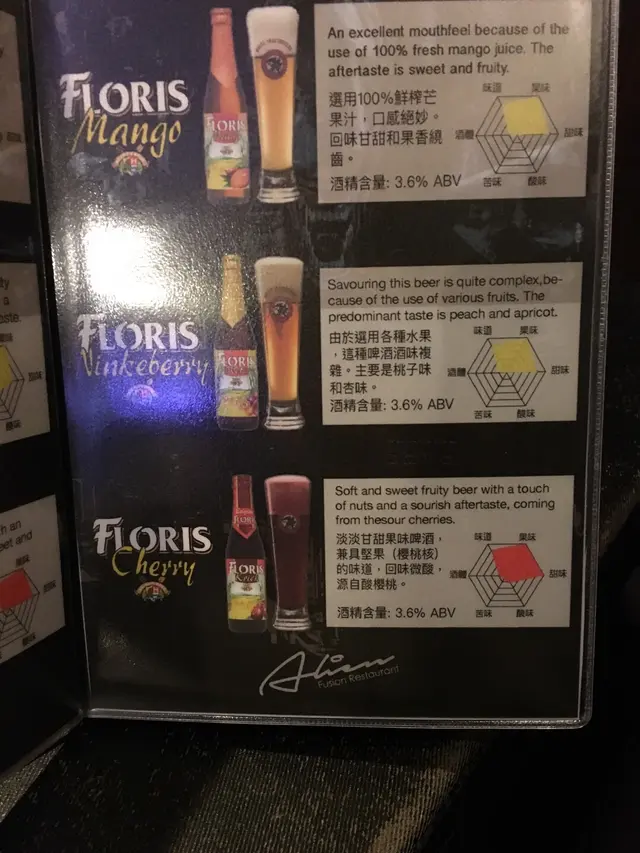 FLORIS
Mango
FLORIS
An excellent mouthfeel because of the
use of 100% fresh mango juice. The
aftertaste is sweet and fruity.
選用100%鮮榨芒
果汁，口感絕妙。
回味甘甜和果香繞
齒。
酒精含量: 3.6% ABV
味道
果味
酒體
甜味
苦味
酸味
FLORIS
Ninkeberry
FLORIS
Savouring this beer is quite complex,be-
cause of the use of various fruits. The
predominant taste is peach and apricot.
由於選用各種水果
，這種啤酒酒味複
雜。主要是桃子味
和杏味。
酒精含量: 3.6% ABV
味道
果味
酒體
甜味
苦味
酸味
FLORIS
Cherry
FLORIS
Kriek
Soft and sweet fruity beer with a touch
of nuts and a sourish aftertaste, coming
from thesour cherries.
淡淡甘甜果味啤酒，
兼具堅果（櫻桃核）
的味道，回味微酸，
源自酸櫻桃。
酒精含量: 3.6% ABV
味道
果味
酒體
甜味
苦味
酸味
Alien
Fusion Restaurant